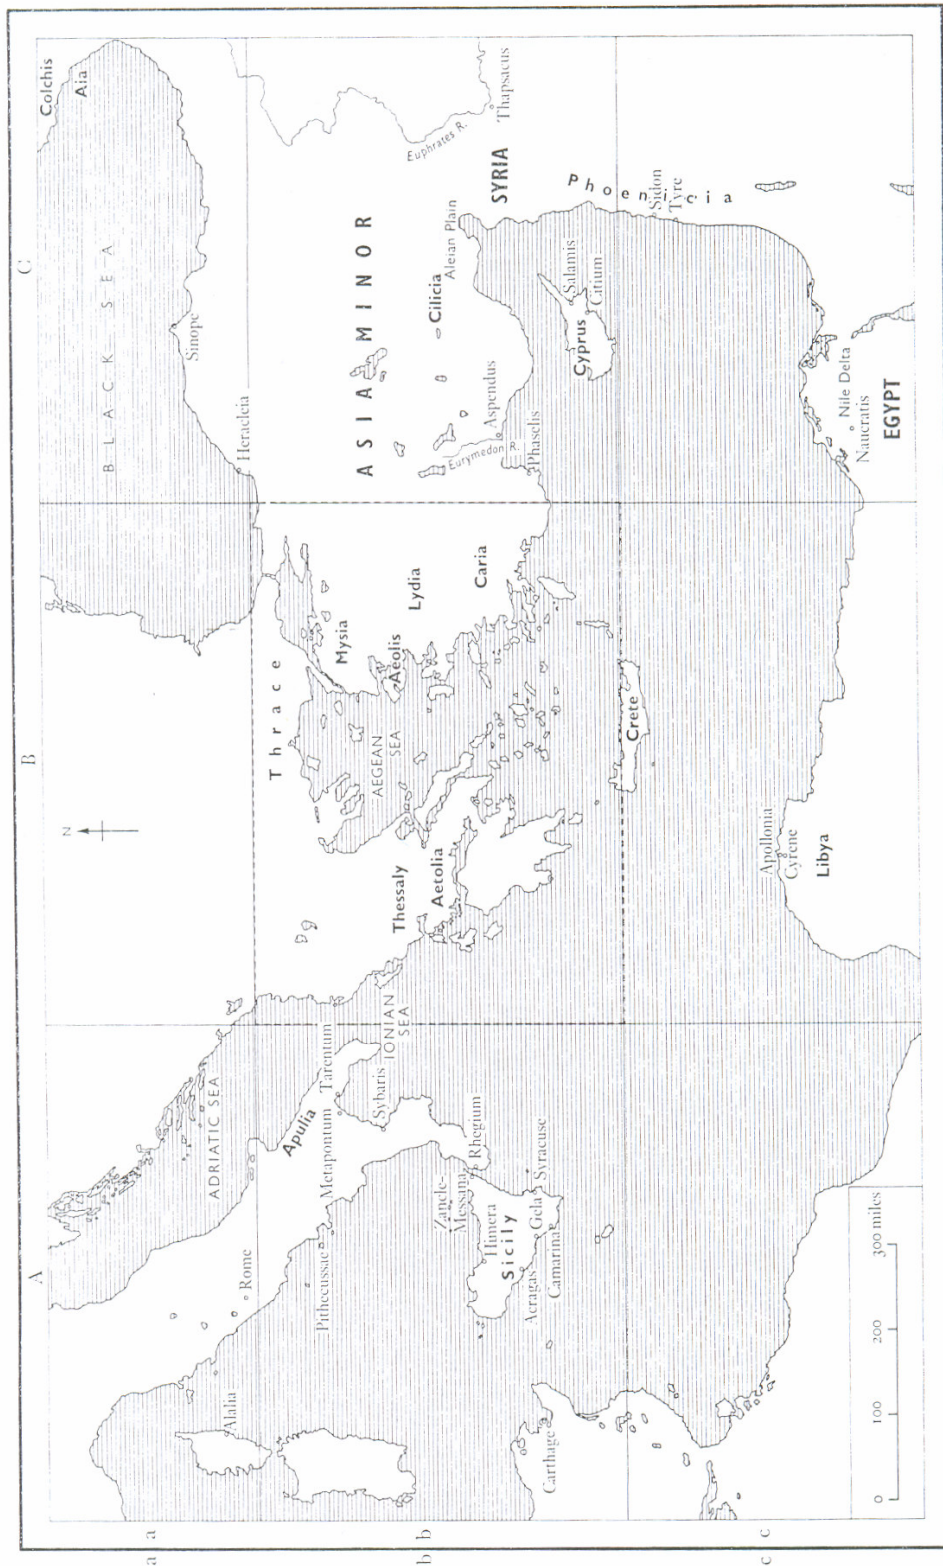 A
B
C
a
a
b
b
c
c
N
Colchis
Aia
BLACK SEA
Sinope
Heracleia
ADRIATIC SEA
Alalia
Rome
Thrace
Apulia
Pithecussae
Metapontum
Tarentum
Sybaris
IONIAN
SEA
AEGEAN
SEA
Mysia
Aeolis
Lydia
Caria
Thessaly
Aetolia
ASIA MINOR
Euphrates R.
Thapsacus
Cilicia
Aleian Plain
SYRIA
Eurymedon R.
Aspendus
Phaselis
Zancle-
Messana
Rhegium
Himera
Sicily
Acragas
Gela
Camarina
Syracuse
Carthage
Cyprus
Salamis
Citium
Phoenicia
Sidon
Tyre
Crete
Apollonia
Cyrene
Libya
Nile Delta
Naucratis
EGYPT
0 100 200 300 miles